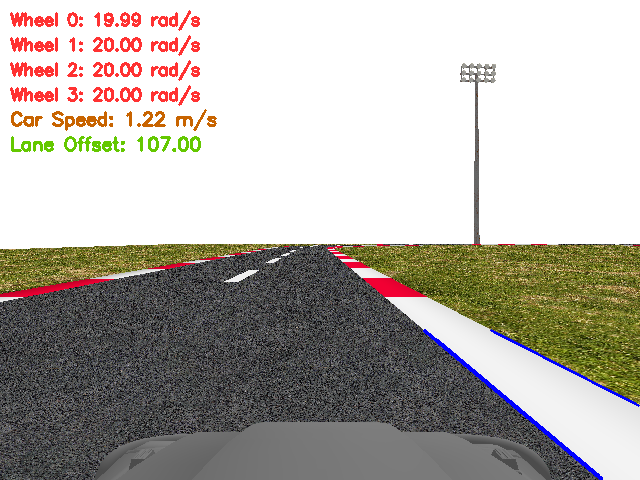 Wheel 0: 19.99 rad/s
Wheel 1: 20.00 rad/s
Wheel 2: 20.00 rad/s
Wheel 3: 20.00 rad/s
Car Speed: 1.22 m/s
Lane Offset: 107.00